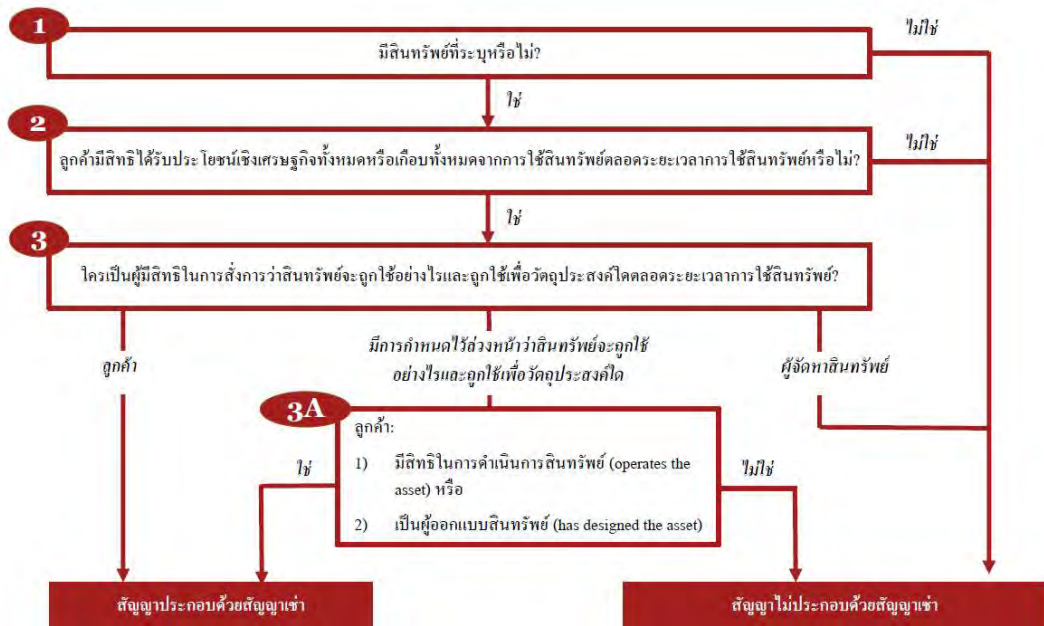 1
ไม่ใช่
มีสินทรัพย์ที่ระบุหรือไม่?
ใช่
2
ไม่ใช่
ลูกค้ามีสิทธิได้รับประโยชน์เชิงเศรษฐกิจทั้งหมดหรือเกือบทั้งหมดจากการใช้สินทรัพย์ตลอดระยะเวลาการใช้สินทรัพย์หรือไม่?
ใช่
3
ใครเป็นผู้มีสิทธิในการสั่งการว่าสินทรัพย์จะถูกใช้อย่างไรและถูกใช้เพื่อวัตถุประสงค์ใดตลอดระยะเวลาการใช้สินทรัพย์?
ลูกค้า
มีการกำหนดไว้ล่วงหน้าว่าสินทรัพย์จะถูกใช้
อย่างไรและถูกใช้เพื่อวัตถุประสงค์ใด
ผู้จัดหาสินทรัพย์
3A
ลูกค้า:
ใช่
1) มีสิทธิในการดำเนินการสินทรัพย์ (operates the
asset) หรือ
2) เป็นผู้ออกแบบสินทรัพย์ (has designed the asset)
ไม่ใช่
สัญญาประกอบด้วยสัญญาเช่า
สัญญาไม่ประกอบด้วยสัญญาเช่า